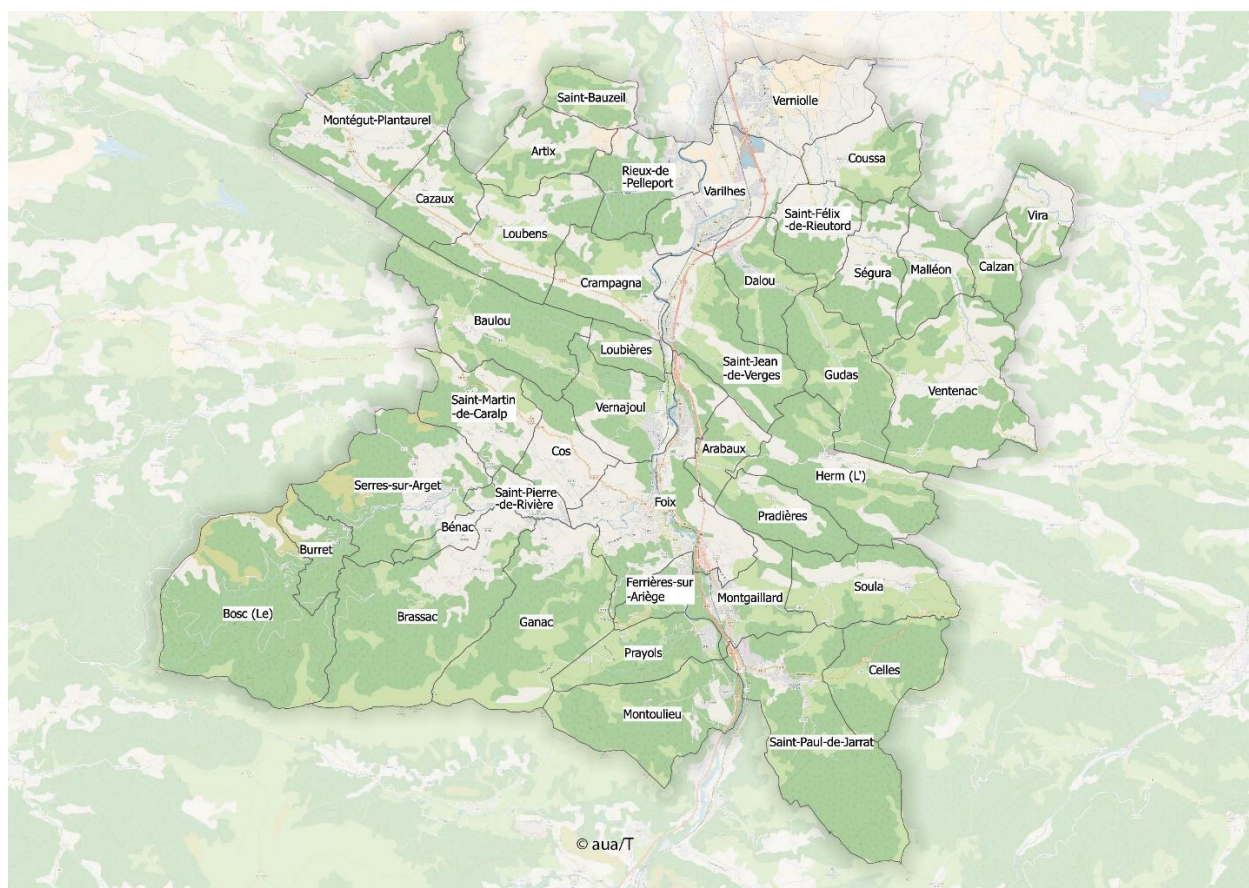 Saint-Bauzeil
Verniolle
Montégut-Plantaurel
Artix
Coussa
Rieux-de
-Pelleport
Varilhes
Cazaux
Saint-Félix
-de-Rieutord
Vira
Loubens
Ségura
Malléon
Calzan
Crampagna
Dalou
Baulou
Loubières
Saint-Jean
-de-Verges
Gudas
Ventenac
Saint-Martin
-de-Caralp
Vernajoul
Cos
Arabaux
Herm (L')
Serres-sur-Arget
Saint-Pierre
-de-Rivière
Foix
Pradières
Bénac
Burret
Ferrières-sur
-Ariège
Montgaillard
Soula
Bosc (Le)
Brassac
Ganac
Prayols
Celles
Montoulieu
Saint-Paul-de-Jarrat
© aua/T